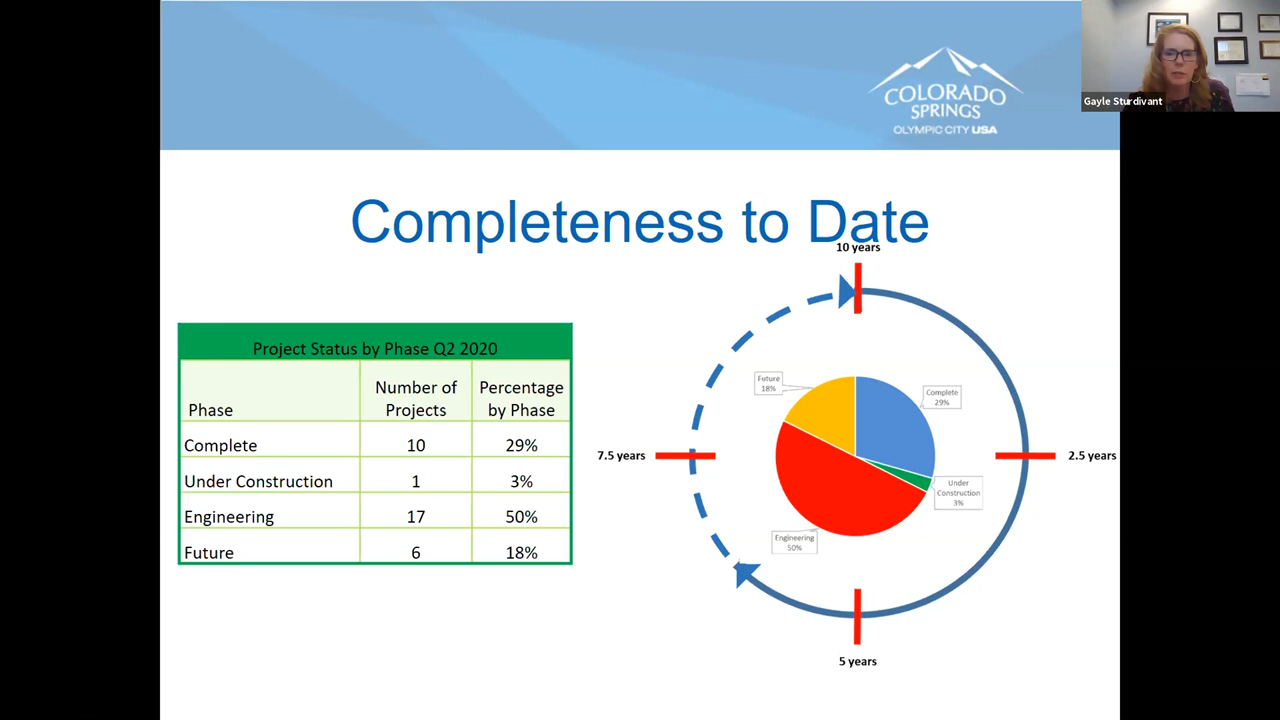 COLORADO
SPRINGS
OLYMPIC CITY USA
Gayle Sturdivant
Completeness to Date
Project Status by Phase Q2 2020
Phase
Number of
Projects
Percentage
by Phase
Complete 10 29%
Under Construction 1 3%
Engineering 17 50%
Future 6 18%
10 years
Future
18%
Complete
29%
7.5 years
2.5 years
Under
Construction
3%
Engineering
50%
5 years